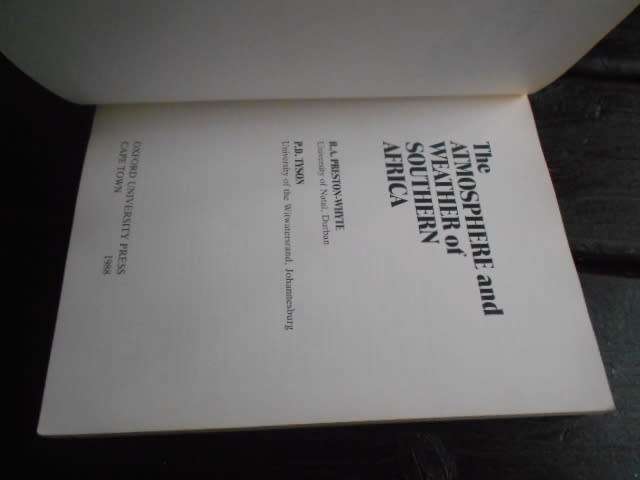 The
ATMOSPHERE and
WEATHER of
SOUTHERN
AFRICA
R.A. PRESTON-WHYTE
University of Natal, Durban
P.D. TYSON
University of the Witwatersrand, Johannesburg
OXFORD UNIVERSITY PRESS
CAPE TOWN 1988